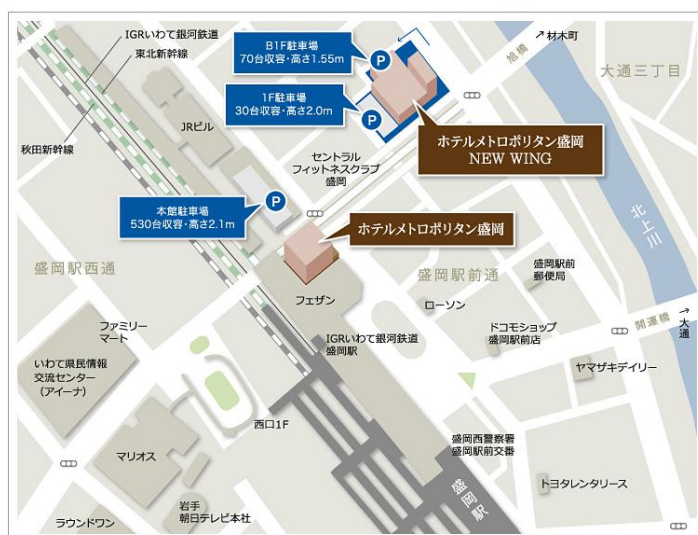 IGRいわて銀河鉄道
東北新幹線
B1F駐車場
70台収容・高さ1.55m
P
↗材木町
旭橋
大通三丁目
1F駐車場
30台収容・高さ2.0m
P
JRビル
秋田新幹線
セントラル
フィットネスクラブ
盛岡
ホテルメトロポリタン盛岡
NEW WING
本館駐車場
530台収容・高さ2.1m
P
ホテルメトロポリタン盛岡
北上川
盛岡駅西通
盛岡駅前通
盛岡駅前
郵便局
フェザン
ローソン
ファミリー
マート
IGRいわて銀河鉄道
盛岡駅
ドコモショップ
盛岡駅前店
開運橋
↗大通
いわて県民情報
交流センター
(アイーナ)
ヤマザキデイリー
西口1F
盛岡西警察署
盛岡駅前交番
マリオス
盛岡駅
トヨタレンタリース
岩手
朝日テレビ本社
ラウンドワン